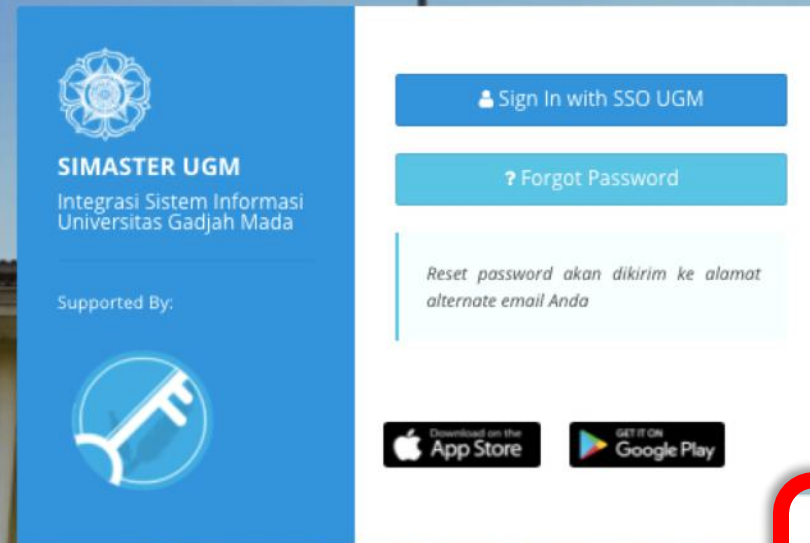 SIMASTER UGM
Integrasi Sistem Informasi
Universitas Gadjah Mada
Supported By:
Sign In with SSO UGM
? Forgot Password
Reset password akan dikirim ke alamat
alternate email Anda
Download on the
App Store
GET IT ON
Google Play